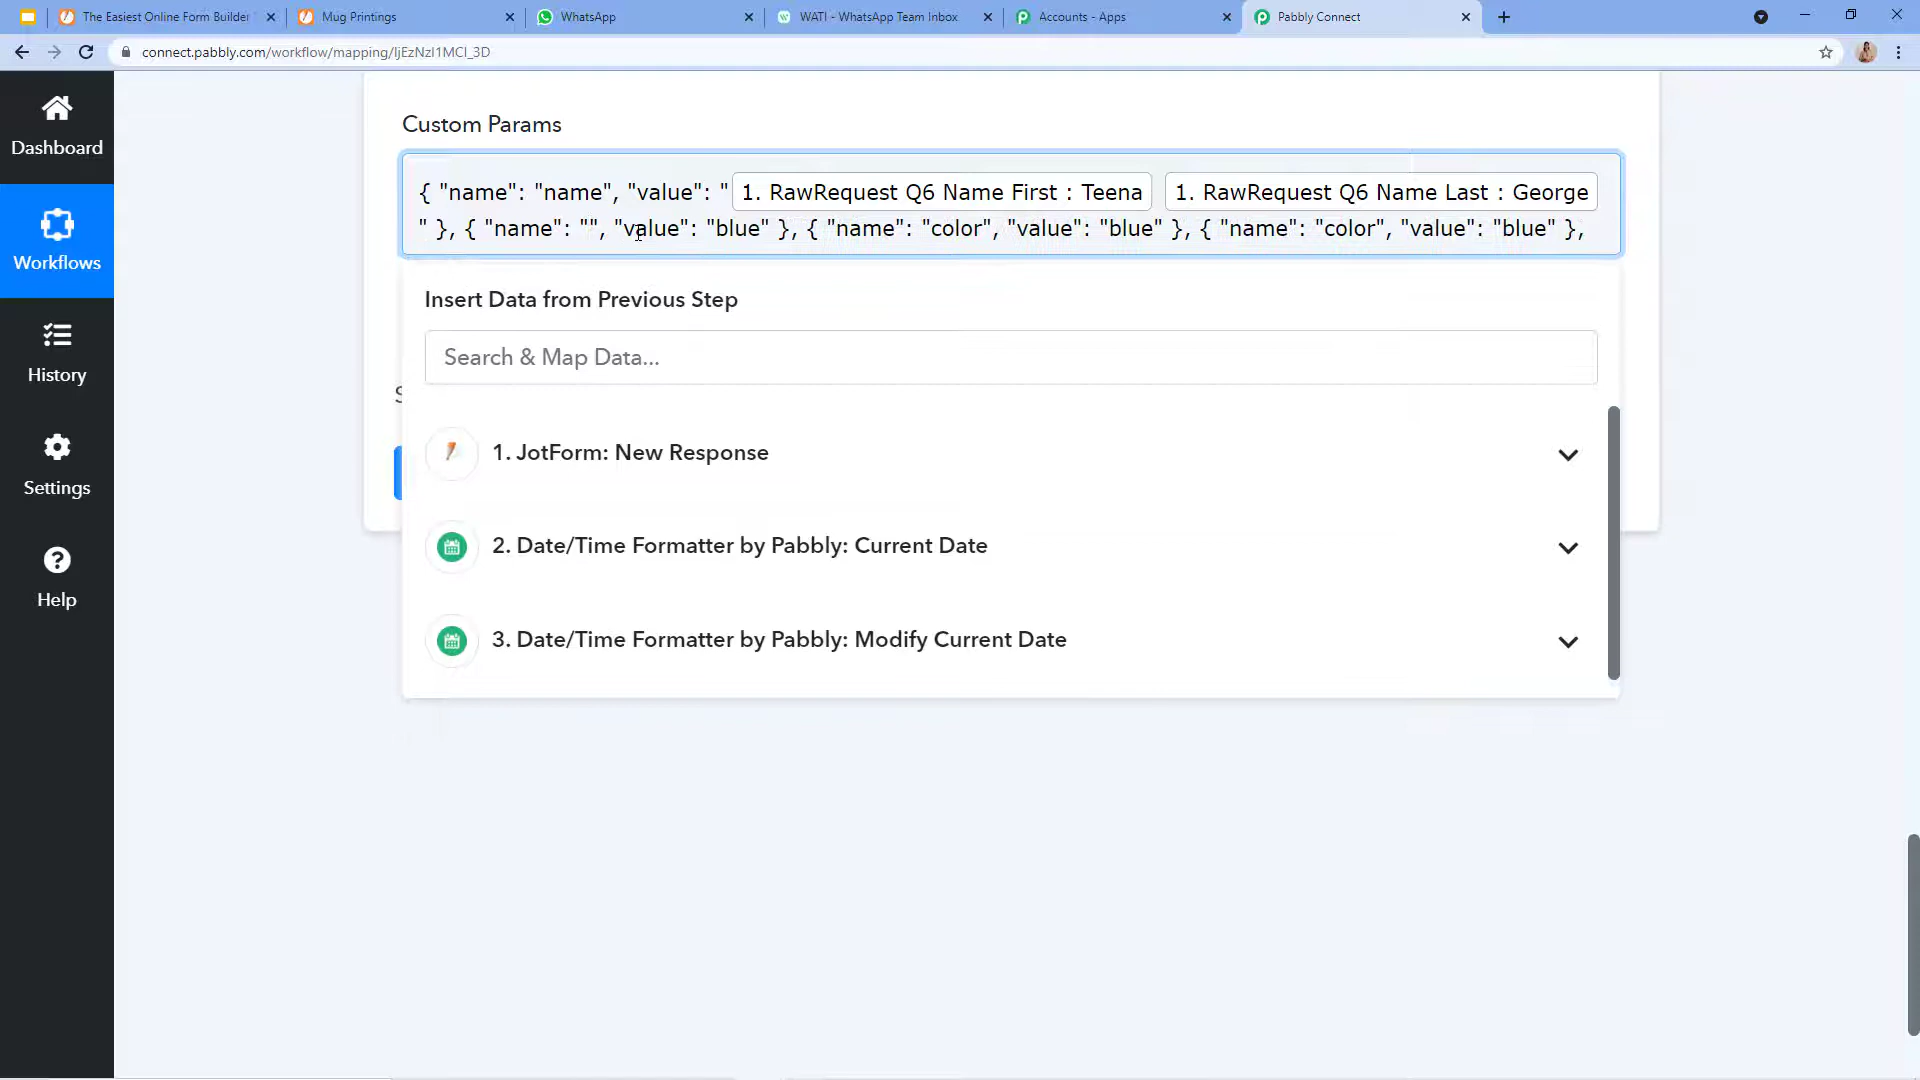 The Easiest Online Form Builder
Mug Printings
WhatsApp
WATI - WhatsApp Team Inbox
Accounts - Apps
Pabbly Connect
connect.pabbly.com/workflow/mapping/IjEzNzI1MCI_3D
Dashboard
Workflows
History
Settings
Help
Custom Params
{ "name": "name", "value": " 1. RawRequest Q6 Name First : Teena 1. RawRequest Q6 Name Last : George
" }, { "name": "", "value": "blue" }, { "name": "color", "value": "blue" }, { "name": "color", "value": "blue" },
Insert Data from Previous Step
Search & Map Data...
S
1. JotForm: New Response
2. Date/Time Formatter by Pabbly: Current Date
3. Date/Time Formatter by Pabbly: Modify Current Date